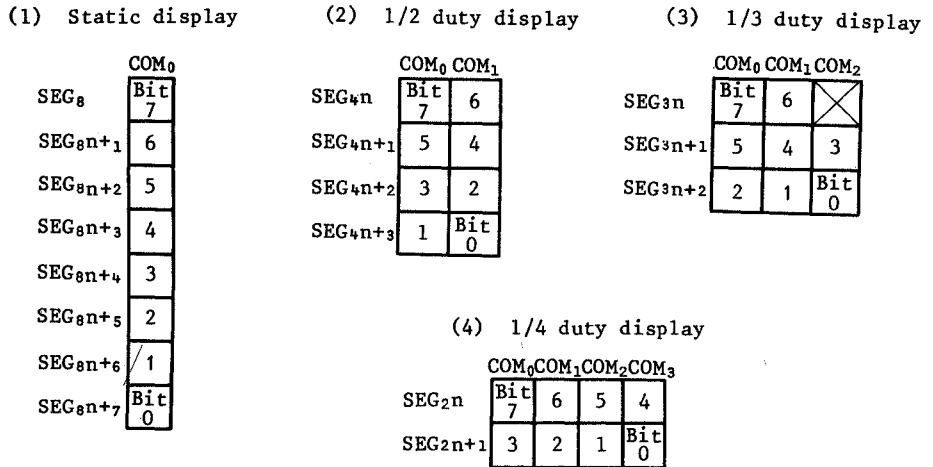 (1) Static display
COM₀
SEG₈ Bit 7
SEG₈n+₁ 6
SEG₈n+₂ 5
SEG₈n+₃ 4
SEG₈n+₄ 3
SEG₈n+₅ 2
SEG₈n+₆ 1
SEG₈n+₇ Bit 0
(2) 1/2 duty display
COM₀ COM₁
SEG₄n Bit 7 6
SEG₄n+₁ 5 4
SEG₄n+₂ 3 2
SEG₄n+₃ 1 Bit 0
(3) 1/3 duty display
COM₀ COM₁ COM₂
SEG₃n Bit 7 6
SEG₃n+₁ 5 4 3
SEG₃n+₂ 2 1 Bit 0
(4) 1/4 duty display
COM₀ COM₁ COM₂ COM₃
SEG₂n Bit 7 6 5 4
SEG₂n+₁ 3 2 1 Bit 0